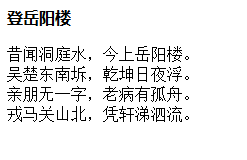 登岳阳楼
昔闻洞庭水，今上岳阳楼。
吴楚东南坼，乾坤日夜浮。
亲朋无一字，老病有孤舟。
戎马关山北，凭轩涕泗流。